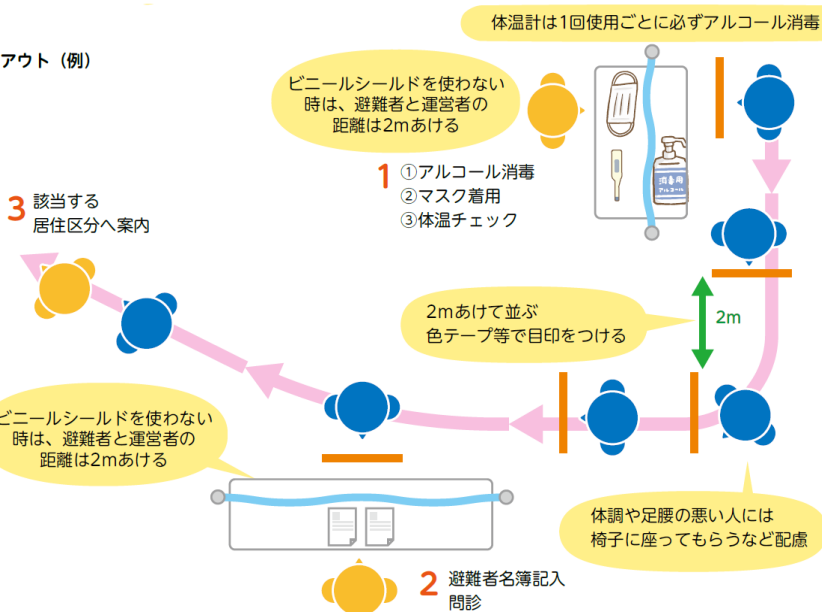 体温計は1回使用ごとに必ずアルコール消毒
アウト（例）
ビニールシールドを使わない
時は、避難者と運営者の
距離は2mあける
1 ①アルコール消毒
②マスク着用
③体温チェック
消毒用
アルコール
3 該当する
居住区分へ案内
2mあけて並ぶ
色テープ等で目印をつける
2m
ビニールシールドを使わない
時は、避難者と運営者の
距離は2mあける
体調や足腰の悪い人には
椅子に座ってもらうなど配慮
2 避難者名簿記入
問診